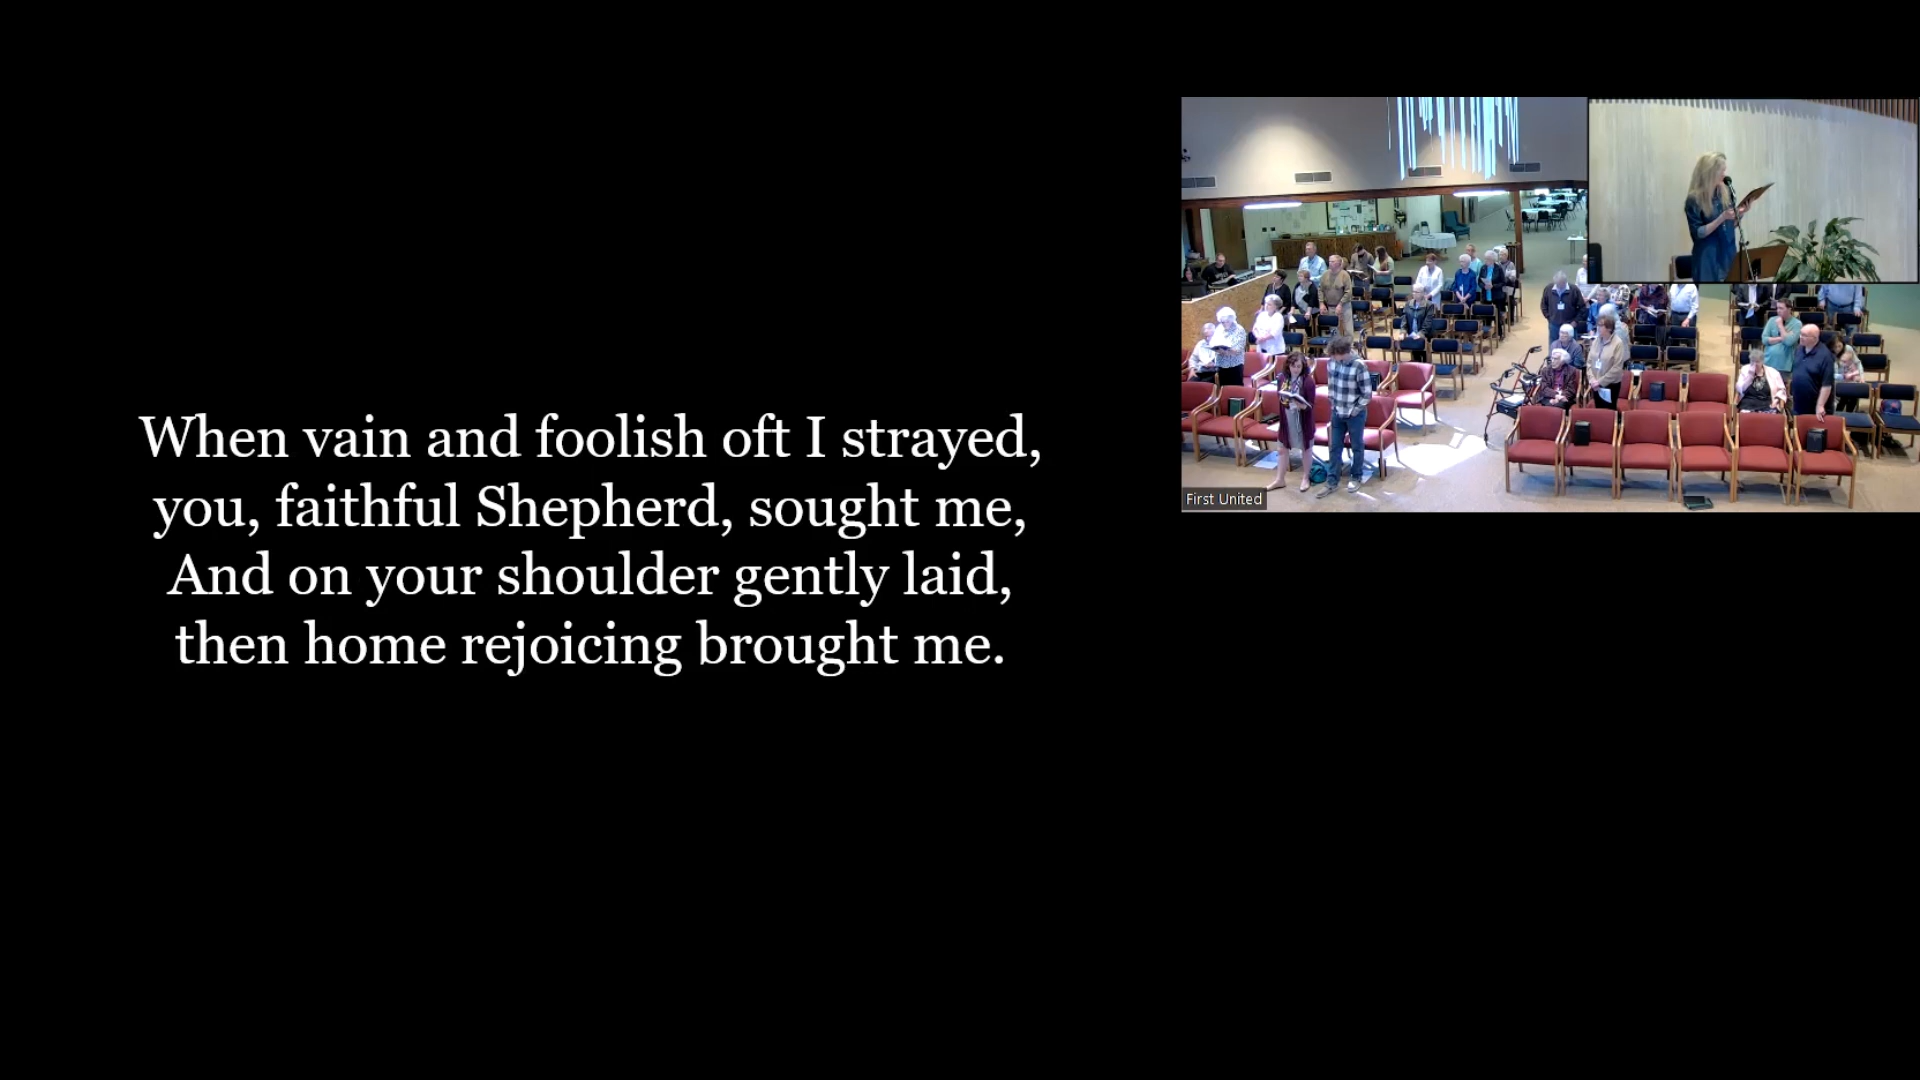 When vain and foolish oft I strayed,
you, faithful Shepherd, sought me,
And on your shoulder gently laid,
then home rejoicing brought me.
First United